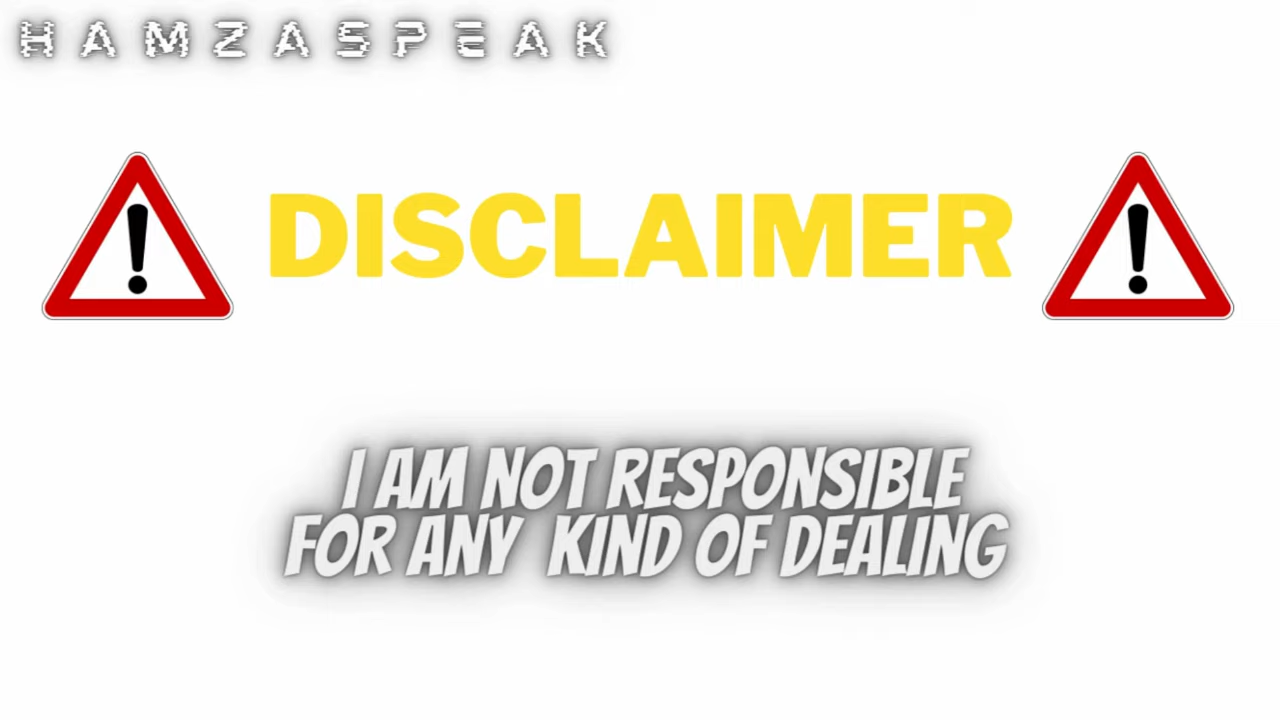 HAMZASPEAK
DISCLAIMER
I AM NOT RESPONSIBLE
FOR ANY KIND OF DEALING